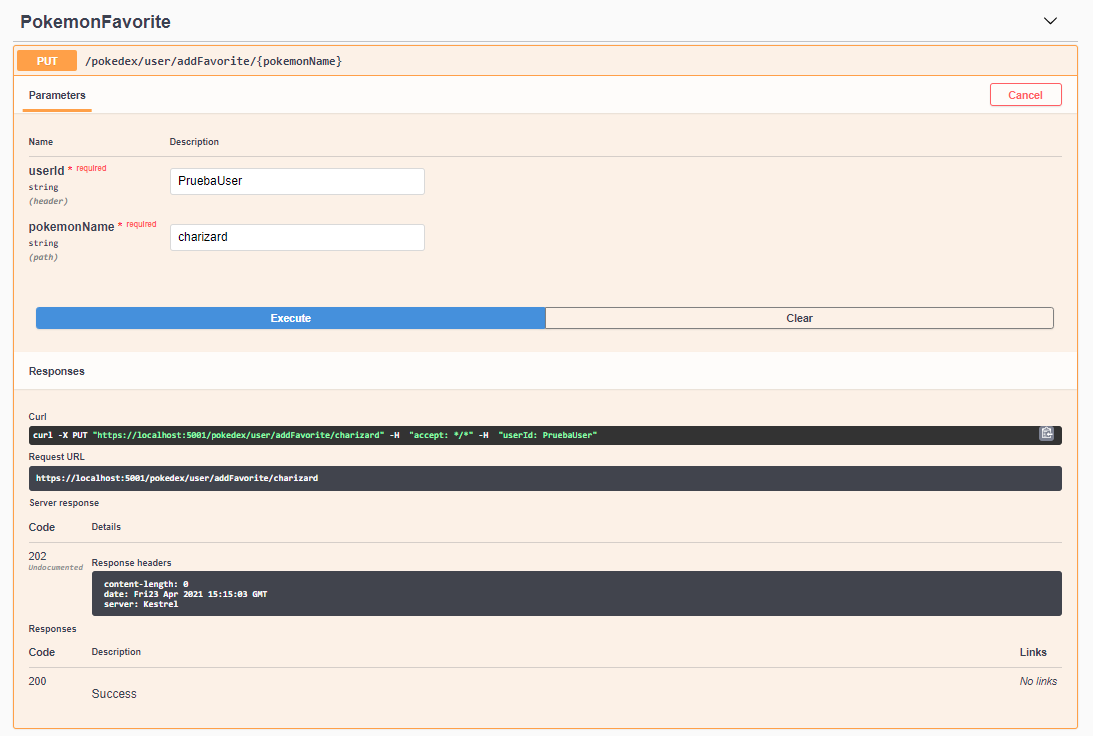 PokemonFavorite
PUT /pokedex/user/addFavorite/{pokemonName}
Parameters Cancel
Name Description
userId * required
string
(header)
PruebaUser
pokemonName * required
string
(path)
charizard
Execute Clear
Responses
Curl
curl -X PUT "https://localhost:5001/pokedex/user/addFavorite/charizard" -H "accept: */*" -H "userId: PruebaUser"
Request URL
https://localhost:5001/pokedex/user/addFavorite/charizard
Server response
Code Details
202
Undocumented
Response headers
content-length: 0
date: Fri23 Apr 2021 15:15:03 GMT
server: Kestrel
Responses
Code Description Links
200 No links
Success